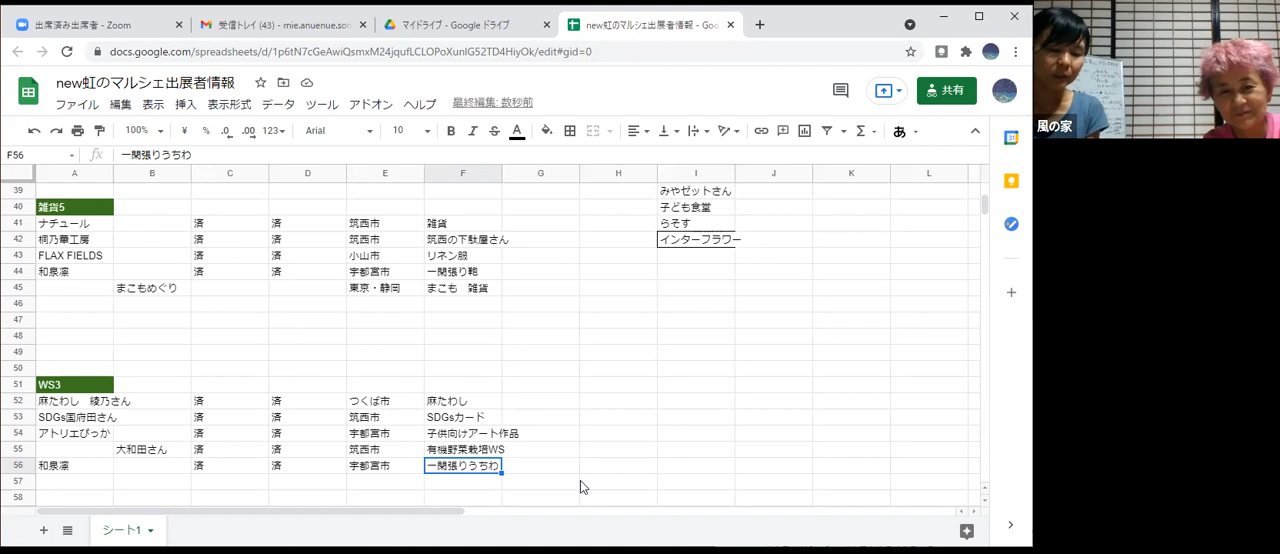 出席済み出席者 - Zoom
受信トレイ (43) - mie.anuenue.so
マイドライブ - Google ドライブ
new虹のマルシェ出展者情報 - Goo
docs.google.com/spreadsheets/d/1p6tN7cGeAwiQsmxM24jqufLCLOPoXunIG52TD4HiyOk/edit#gid=0
new虹のマルシェ出展者情報
ファイル 編集 表示 挿入 表示形式 データ ツール アドオン ヘルプ 最終編集: 数秒前
共有
100% ¥ % .0 .00 123 Arial 10 B I S A あ
F56 fx 一閑張りうちわ
A B C D E F G H I J K L
39 みやゼットさん
40 雑貨5 子ども食堂
41 ナチュール 済 済 筑西市 雑貨 らそす
42 桐乃華工房 済 済 筑西市 筑西の下駄屋さん インターフラワー
43 FLAX FIELDS 済 済 小山市 リネン服
44 和泉凛 済 済 宇都宮市 一閑張り鞄
45 まこもめぐり 東京・静岡 まこも 雑貨
46
47
48
49
50
51 WS3
52 麻たわし 綾乃さん 済 済 つくば市 麻たわし
53 SDGs国府田さん 済 済 筑西市 SDGsカード
54 アトリエぴっか 済 済 宇都宮市 子供向けアート作品
55 大和田さん 済 済 筑西市 有機野菜栽培WS
56 和泉凛 済 済 宇都宮市 一閑張りうちわ
57
58
シート1
風の家
31